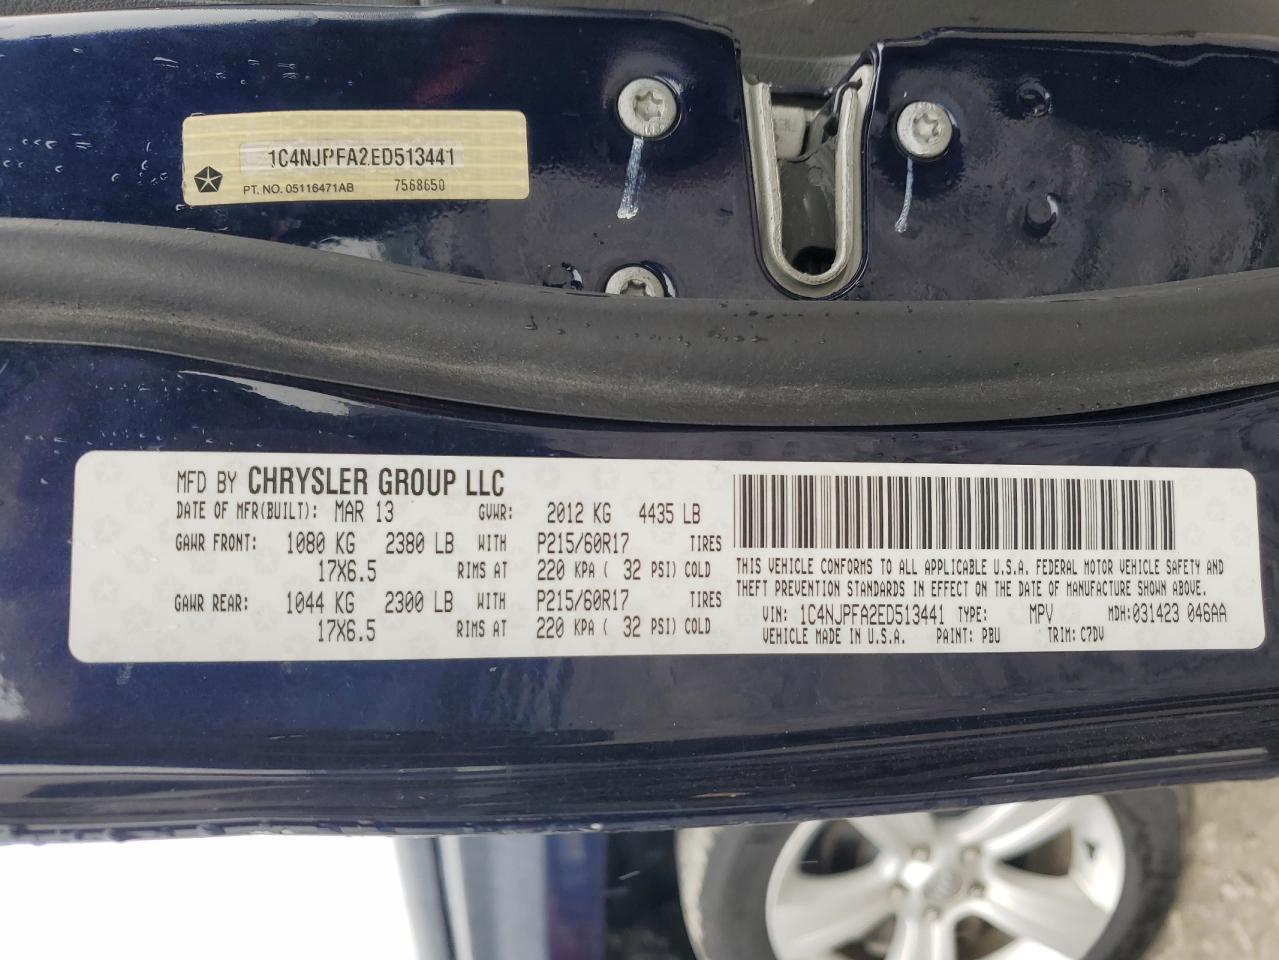 1C4NJPFA2ED513441
PT. NO. 05116471AB 7568650
MFD BY CHRYSLER GROUP LLC
DATE OF MFR(BUILT): MAR 13 GVWR: 2012 KG 4435 LB
GAWR FRONT: 1080 KG 2380 LB WITH P215/60R17 TIRES
17X6.5 RIMS AT 220 KPA ( 32 PSI) COLD
GAWR REAR: 1044 KG 2300 LB WITH P215/60R17 TIRES
17X6.5 RIMS AT 220 KPA ( 32 PSI) COLD
THIS VEHICLE CONFORMS TO ALL APPLICABLE U.S.A. FEDERAL MOTOR VEHICLE SAFETY AND
THEFT PREVENTION STANDARDS IN EFFECT ON THE DATE OF MANUFACTURE SHOWN ABOVE.
VIN: 1C4NJPFA2ED513441 TYPE: MPV MDH:031423 046AA
VEHICLE MADE IN U.S.A. PAINT: PBU TRIM: C7DV